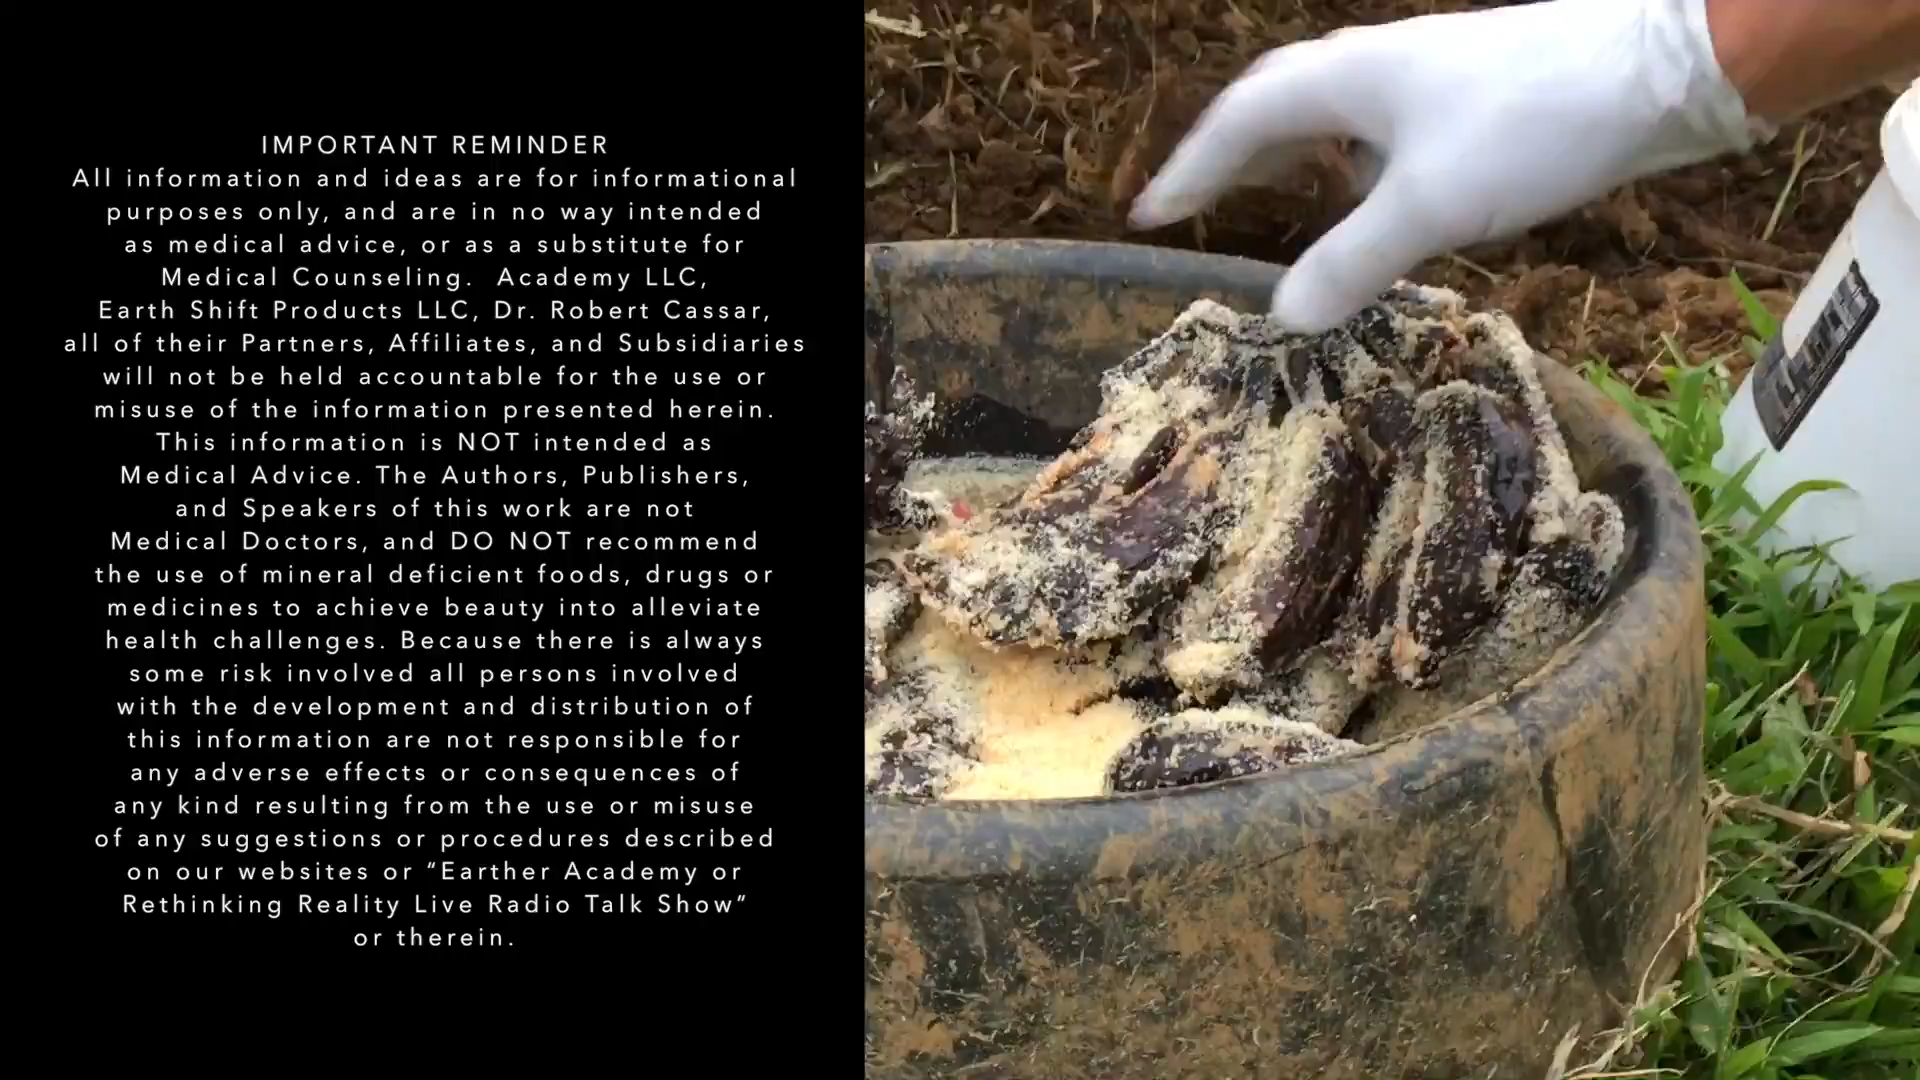 IMPORTANT REMINDER
All information and ideas are for informational
purposes only, and are in no way intended
as medical advice, or as a substitute for
Medical Counseling. Academy LLC,
Earth Shift Products LLC, Dr. Robert Cassar,
all of their Partners, Affiliates, and Subsidiaries
will not be held accountable for the use or
misuse of the information presented herein.
This information is NOT intended as
Medical Advice. The Authors, Publishers,
and Speakers of this work are not
Medical Doctors, and DO NOT recommend
the use of mineral deficient foods, drugs or
medicines to achieve beauty into alleviate
health challenges. Because there is always
some risk involved all persons involved
with the development and distribution of
this information are not responsible for
any adverse effects or consequences of
any kind resulting from the use or misuse
of any suggestions or procedures described
on our websites or “Earther Academy or
Rethinking Reality Live Radio Talk Show”
or therein.